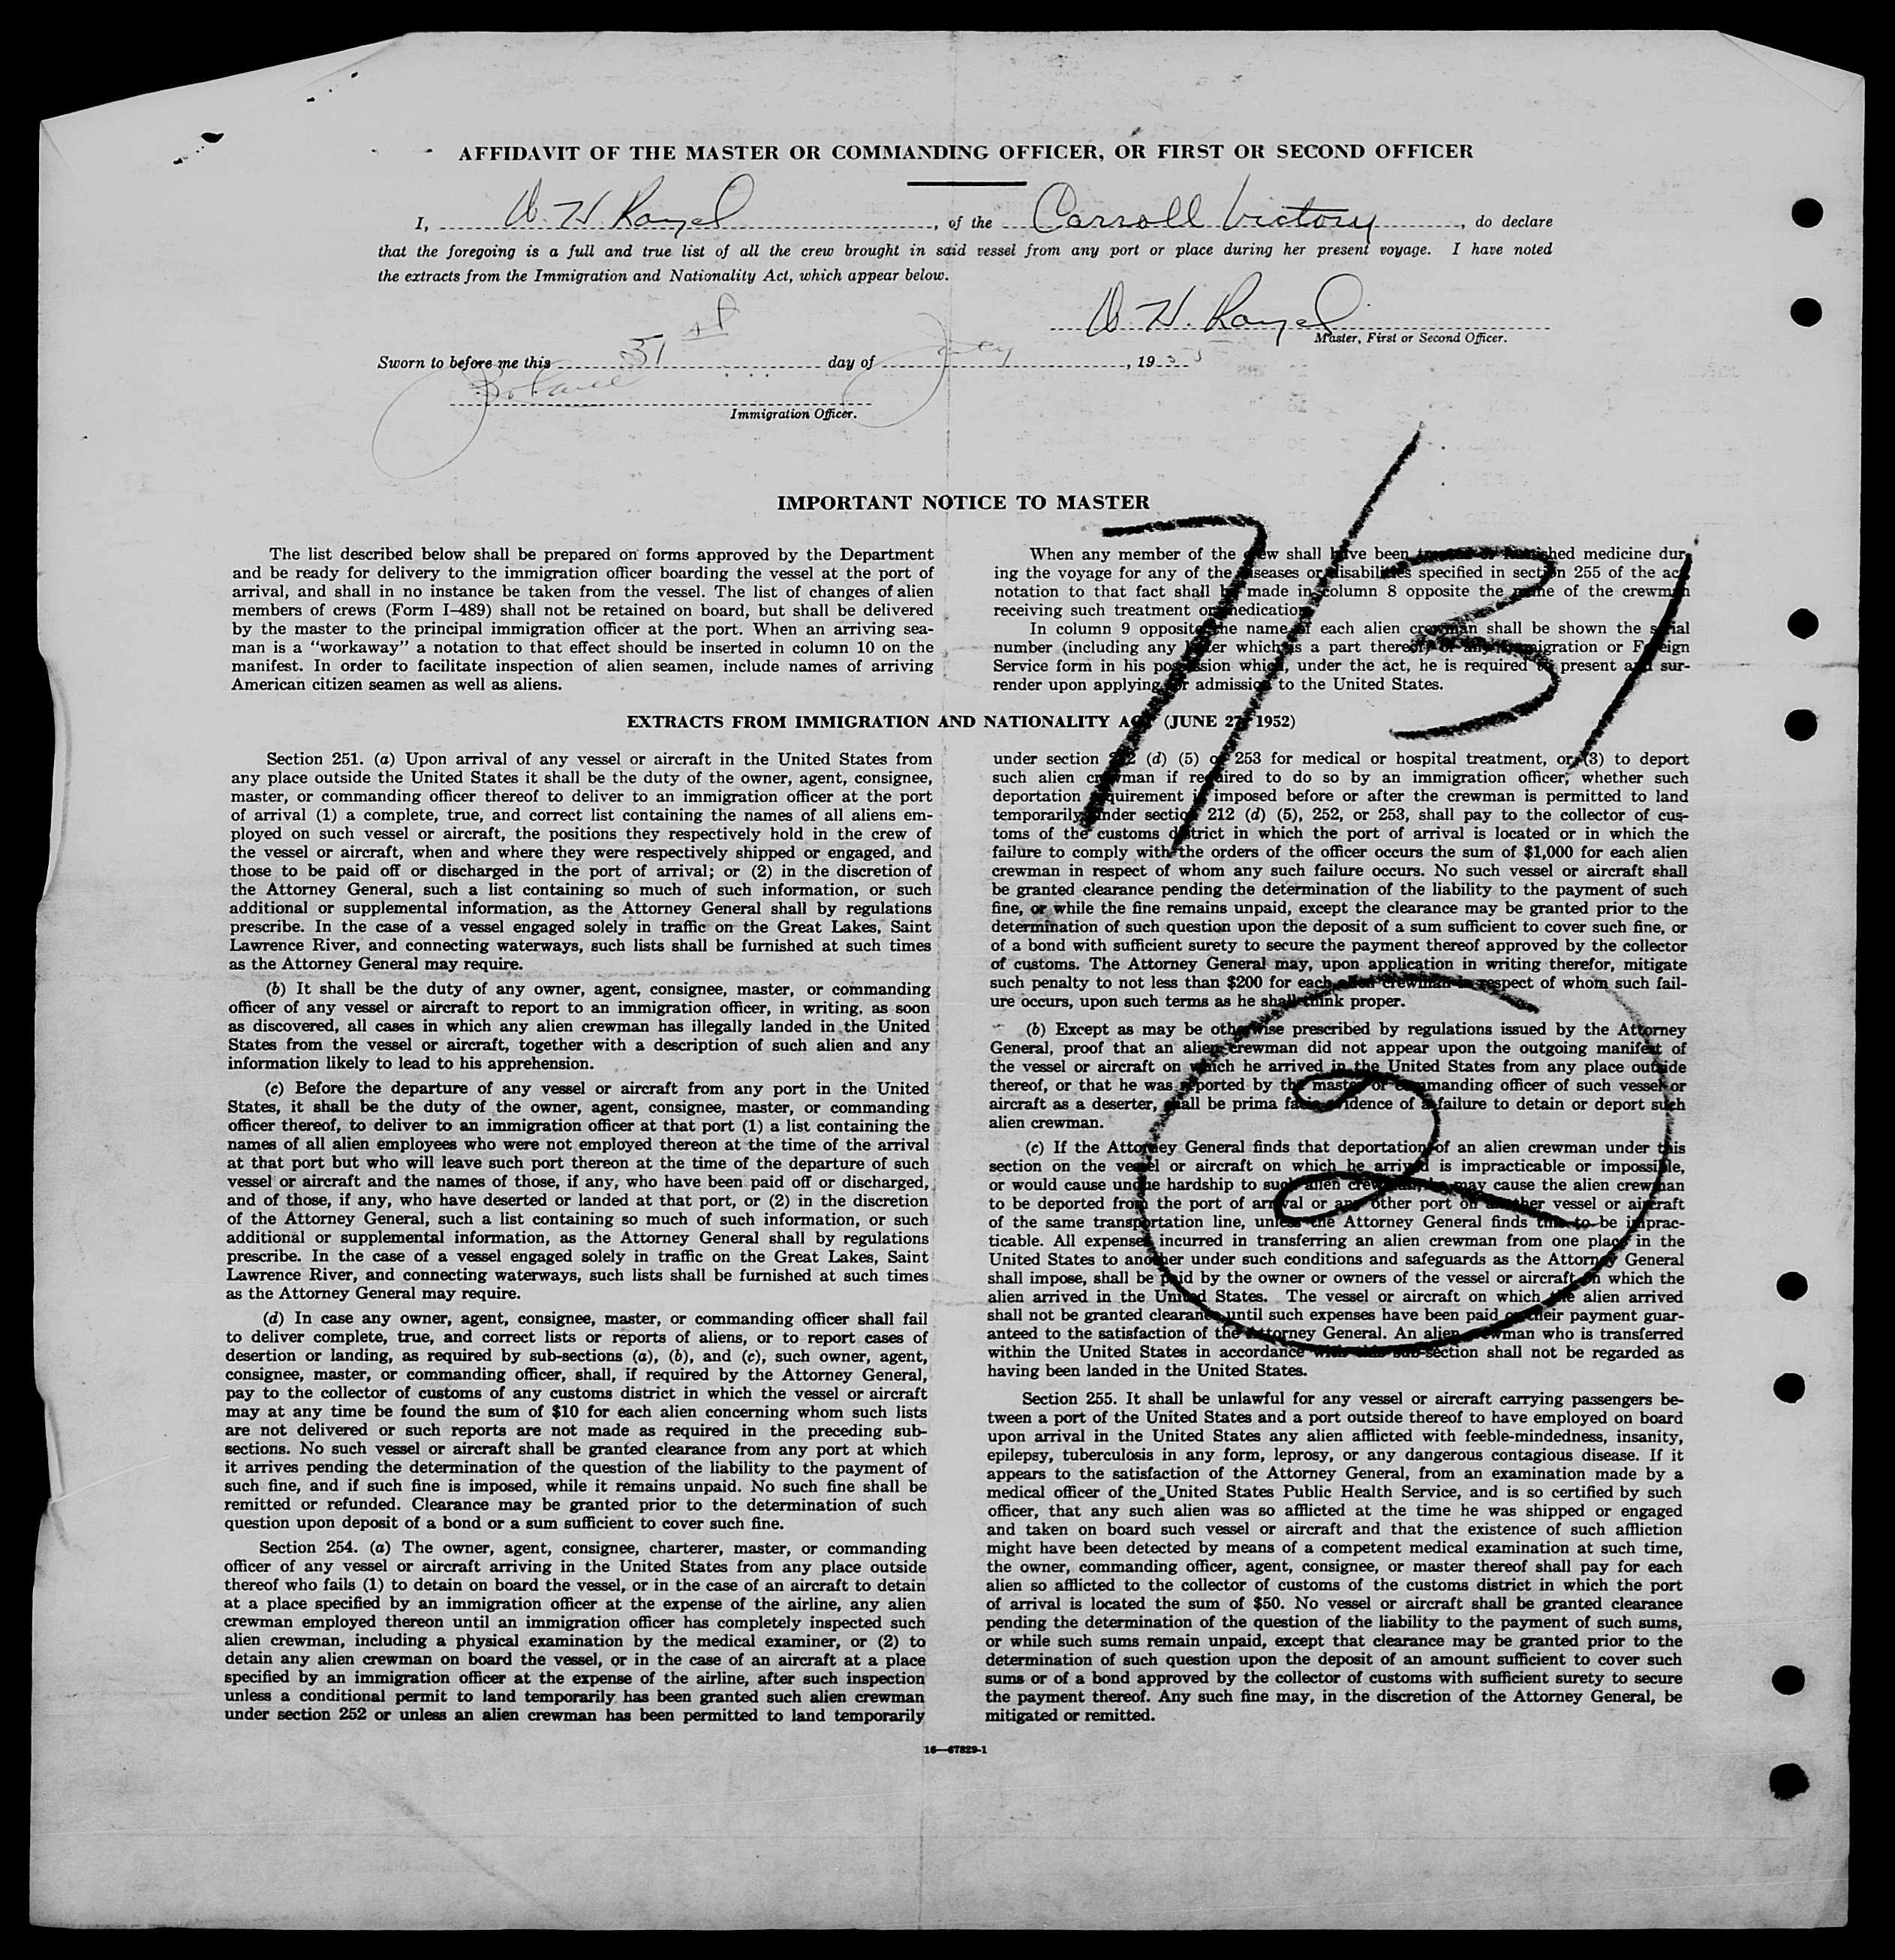 AFFIDAVIT OF THE MASTER OR COMMANDING OFFICER, OR FIRST OR SECOND OFFICER
I, H , of the Carroll Victory , do declare
that the foregoing is a full and true list of all the crew brought in said vessel from any port or place during her present voyage. I have noted
the extracts from the Immigration and Nationality Act, which appear below.
H.
Master, First or Second Officer.
Sworn to before me this 31st day of July , 1955
Immigration Officer.
IMPORTANT NOTICE TO MASTER
The list described below shall be prepared on forms approved by the Department
and be ready for delivery to the immigration officer boarding the vessel at the port of
arrival, and shall in no instance be taken from the vessel. The list of changes of alien
members of crews (Form I–489) shall not be retained on board, but shall be delivered
by the master to the principal immigration officer at the port. When an arriving sea-
man is a “workaway” a notation to that effect should be inserted in column 10 on the
manifest. In order to facilitate inspection of alien seamen, include names of arriving
American citizen seamen as well as aliens.
When any member of the crew shall have been treated or furnished medicine dur-
ing the voyage for any of the diseases or disabilities specified in section 255 of the act
notation to that fact shall be made in column 8 opposite the name of the crewman
receiving such treatment or medication.
In column 9 opposite the name of each alien crewman shall be shown the serial
number (including any letter which is a part thereof) of any immigration or Foreign
Service form in his possession which, under the act, he is required to present and sur-
render upon applying for admission to the United States.
7/31
EXTRACTS FROM IMMIGRATION AND NATIONALITY ACT (JUNE 27, 1952)
Section 251. (a) Upon arrival of any vessel or aircraft in the United States from
any place outside the United States it shall be the duty of the owner, agent, consignee,
master, or commanding officer thereof to deliver to an immigration officer at the port
of arrival (1) a complete, true, and correct list containing the names of all aliens em-
ployed on such vessel or aircraft, the positions they respectively hold in the crew of
the vessel or aircraft, when and where they were respectively shipped or engaged, and
those to be paid off or discharged in the port of arrival; or (2) in the discretion of
the Attorney General, such a list containing so much of such information, or such
additional or supplemental information, as the Attorney General shall by regulations
prescribe. In the case of a vessel engaged solely in traffic on the Great Lakes, Saint
Lawrence River, and connecting waterways, such lists shall be furnished at such times
as the Attorney General may require.
(b) It shall be the duty of any owner, agent, consignee, master, or commanding
officer of any vessel or aircraft to report to an immigration officer, in writing, as soon
as discovered, all cases in which any alien crewman has illegally landed in the United
States from the vessel or aircraft, together with a description of such alien and any
information likely to lead to his apprehension.
(c) Before the departure of any vessel or aircraft from any port in the United
States, it shall be the duty of the owner, agent, consignee, master, or commanding
officer thereof, to deliver to an immigration officer at that port (1) a list containing the
names of all alien employees who were not employed thereon at the time of the arrival
at that port but who will leave such port thereon at the time of the departure of such
vessel or aircraft and the names of those, if any, who have been paid off or discharged,
and of those, if any, who have deserted or landed at that port, or (2) in the discretion
of the Attorney General, such a list containing so much of such information, or such
additional or supplemental information, as the Attorney General shall by regulations
prescribe. In the case of a vessel engaged solely in traffic on the Great Lakes, Saint
Lawrence River, and connecting waterways, such lists shall be furnished at such times
as the Attorney General may require.
(d) In case any owner, agent, consignee, master, or commanding officer shall fail
to deliver complete, true, and correct lists or reports of aliens, or to report cases of
desertion or landing, as required by sub-sections (a), (b), and (c), such owner, agent,
consignee, master, or commanding officer, shall, if required by the Attorney General,
pay to the collector of customs of any customs district in which the vessel or aircraft
may at any time be found the sum of $10 for each alien concerning whom such lists
are not delivered or such reports are not made as required in the preceding sub-
sections. No such vessel or aircraft shall be granted clearance from any port at which
it arrives pending the determination of the question of the liability to the payment of
such fine, and if such fine is imposed, while it remains unpaid. No such fine shall be
remitted or refunded. Clearance may be granted prior to the determination of such
question upon deposit of a bond or a sum sufficient to cover such fine.
Section 254. (a) The owner, agent, consignee, charterer, master, or commanding
officer of any vessel or aircraft arriving in the United States from any place outside
thereof who fails (1) to detain on board the vessel, or in the case of an aircraft to detain
at a place specified by an immigration officer at the expense of the airline, any alien
crewman employed thereon until an immigration officer has completely inspected such
alien crewman, including a physical examination by the medical examiner, or (2) to
detain any alien crewman on board the vessel, or in the case of an aircraft at a place
specified by an immigration officer at the expense of the airline, after such inspection
unless a conditional permit to land temporarily has been granted such alien crewman
under section 252 or unless an alien crewman has been permitted to land temporarily
under section 212 (d) (5) or 253 for medical or hospital treatment, or (3) to deport
such alien crewman if required to do so by an immigration officer, whether such
deportation requirement is imposed before or after the crewman is permitted to land
temporarily under section 212 (d) (5), 252, or 253, shall pay to the collector of cus-
toms of the customs district in which the port of arrival is located or in which the
failure to comply with the orders of the officer occurs the sum of $1,000 for each alien
crewman in respect of whom any such failure occurs. No such vessel or aircraft shall
be granted clearance pending the determination of the liability to the payment of such
fine, or while the fine remains unpaid, except the clearance may be granted prior to the
determination of such question upon the deposit of a sum sufficient to cover such fine, or
of a bond with sufficient surety to secure the payment thereof approved by the collector
of customs. The Attorney General may, upon application in writing therefor, mitigate
such penalty to not less than $200 for each alien crewman in respect of whom such fail-
ure occurs, upon such terms as he shall think proper.
(b) Except as may be otherwise prescribed by regulations issued by the Attorney
General, proof that an alien crewman did not appear upon the outgoing manifest of
the vessel or aircraft on which he arrived in the United States from any place outside
thereof, or that he was reported by the master or commanding officer of such vessel or
aircraft as a deserter, shall be prima facie evidence of a failure to detain or deport such
alien crewman.
(c) If the Attorney General finds that deportation of an alien crewman under this
section on the vessel or aircraft on which he arrived is impracticable or impossible,
or would cause undue hardship to such alien crewman, he may cause the alien crewman
to be deported from the port of arrival or any other port on another vessel or aircraft
of the same transportation line, unless the Attorney General finds this to be imprac-
ticable. All expenses incurred in transferring an alien crewman from one place in the
United States to another under such conditions and safeguards as the Attorney General
shall impose, shall be paid by the owner or owners of the vessel or aircraft on which the
alien arrived in the United States. The vessel or aircraft on which the alien arrived
shall not be granted clearance until such expenses have been paid or their payment guar-
anteed to the satisfaction of the Attorney General. An alien crewman who is transferred
within the United States in accordance with this sub-section shall not be regarded as
having been landed in the United States.
2
Section 255. It shall be unlawful for any vessel or aircraft carrying passengers be-
tween a port of the United States and a port outside thereof to have employed on board
upon arrival in the United States any alien afflicted with feeble-mindedness, insanity,
epilepsy, tuberculosis in any form, leprosy, or any dangerous contagious disease. If it
appears to the satisfaction of the Attorney General, from an examination made by a
medical officer of the United States Public Health Service, and is so certified by such
officer, that any such alien was so afflicted at the time he was shipped or engaged
and taken on board such vessel or aircraft and that the existence of such affliction
might have been detected by means of a competent medical examination at such time,
the owner, commanding officer, agent, consignee, or master thereof shall pay for each
alien so afflicted to the collector of customs of the customs district in which the port
of arrival is located the sum of $50. No vessel or aircraft shall be granted clearance
pending the determination of the question of the liability to the payment of such sums,
or while such sums remain unpaid, except that clearance may be granted prior to the
determination of such question upon the deposit of an amount sufficient to cover such
sums or of a bond approved by the collector of customs with sufficient surety to secure
the payment thereof. Any such fine may, in the discretion of the Attorney General, be
mitigated or remitted.
16—67829-1